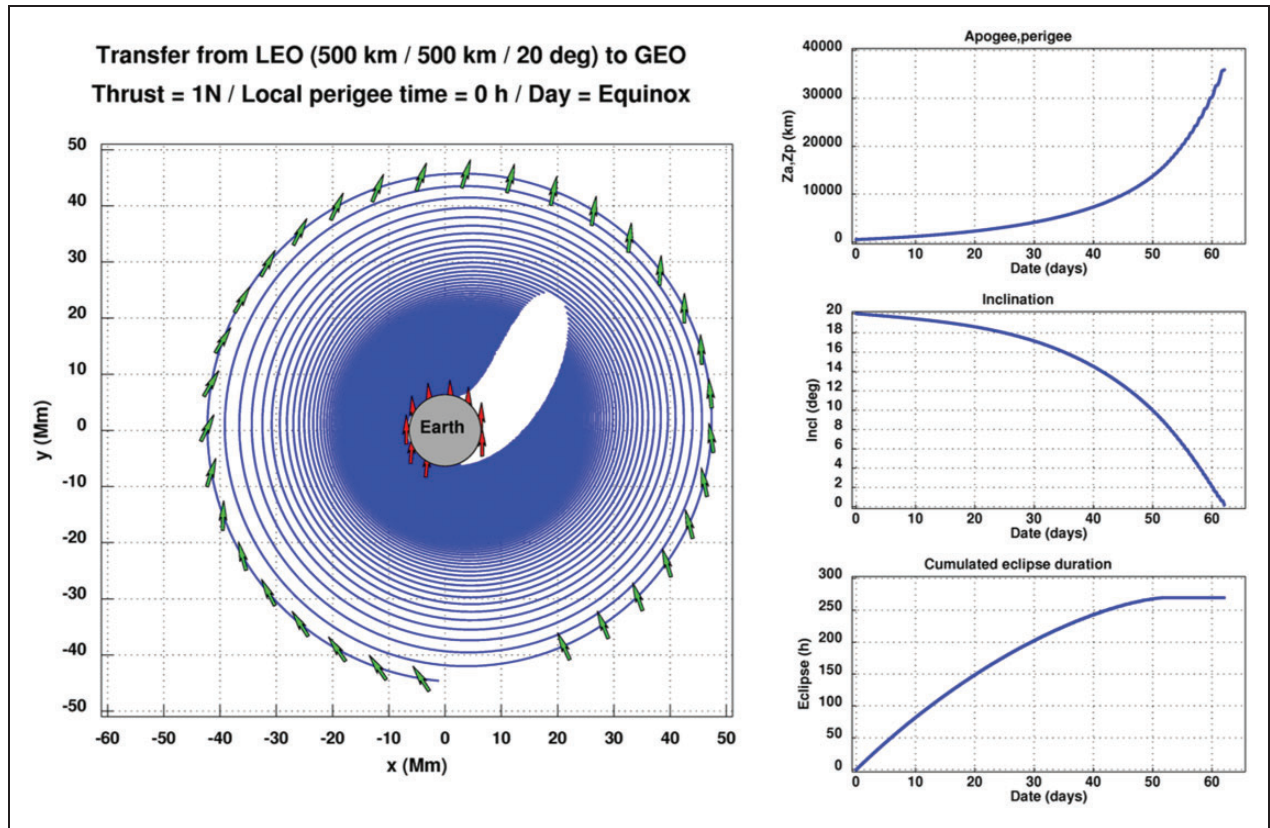 Transfer from LEO (500 km / 500 km / 20 deg) to GEO
Thrust = 1N / Local perigee time = 0 h / Day = Equinox
50
40
30
20
10
0
-10
-20
-30
-40
-50
y (Mm)
Earth
-60 -50 -40 -30 -20 -10 0 10 20 30 40 50
x (Mm)
Apogee,perigee
40000
30000
20000
10000
0
Za,Zp (km)
0 10 20 30 40 50 60
Date (days)
Inclination
20
18
16
14
12
10
8
6
4
2
0
Incl (deg)
0 10 20 30 40 50 60
Date (days)
Cumulated eclipse duration
300
250
200
150
100
50
0
Eclipse (h)
0 10 20 30 40 50 60
Date (days)